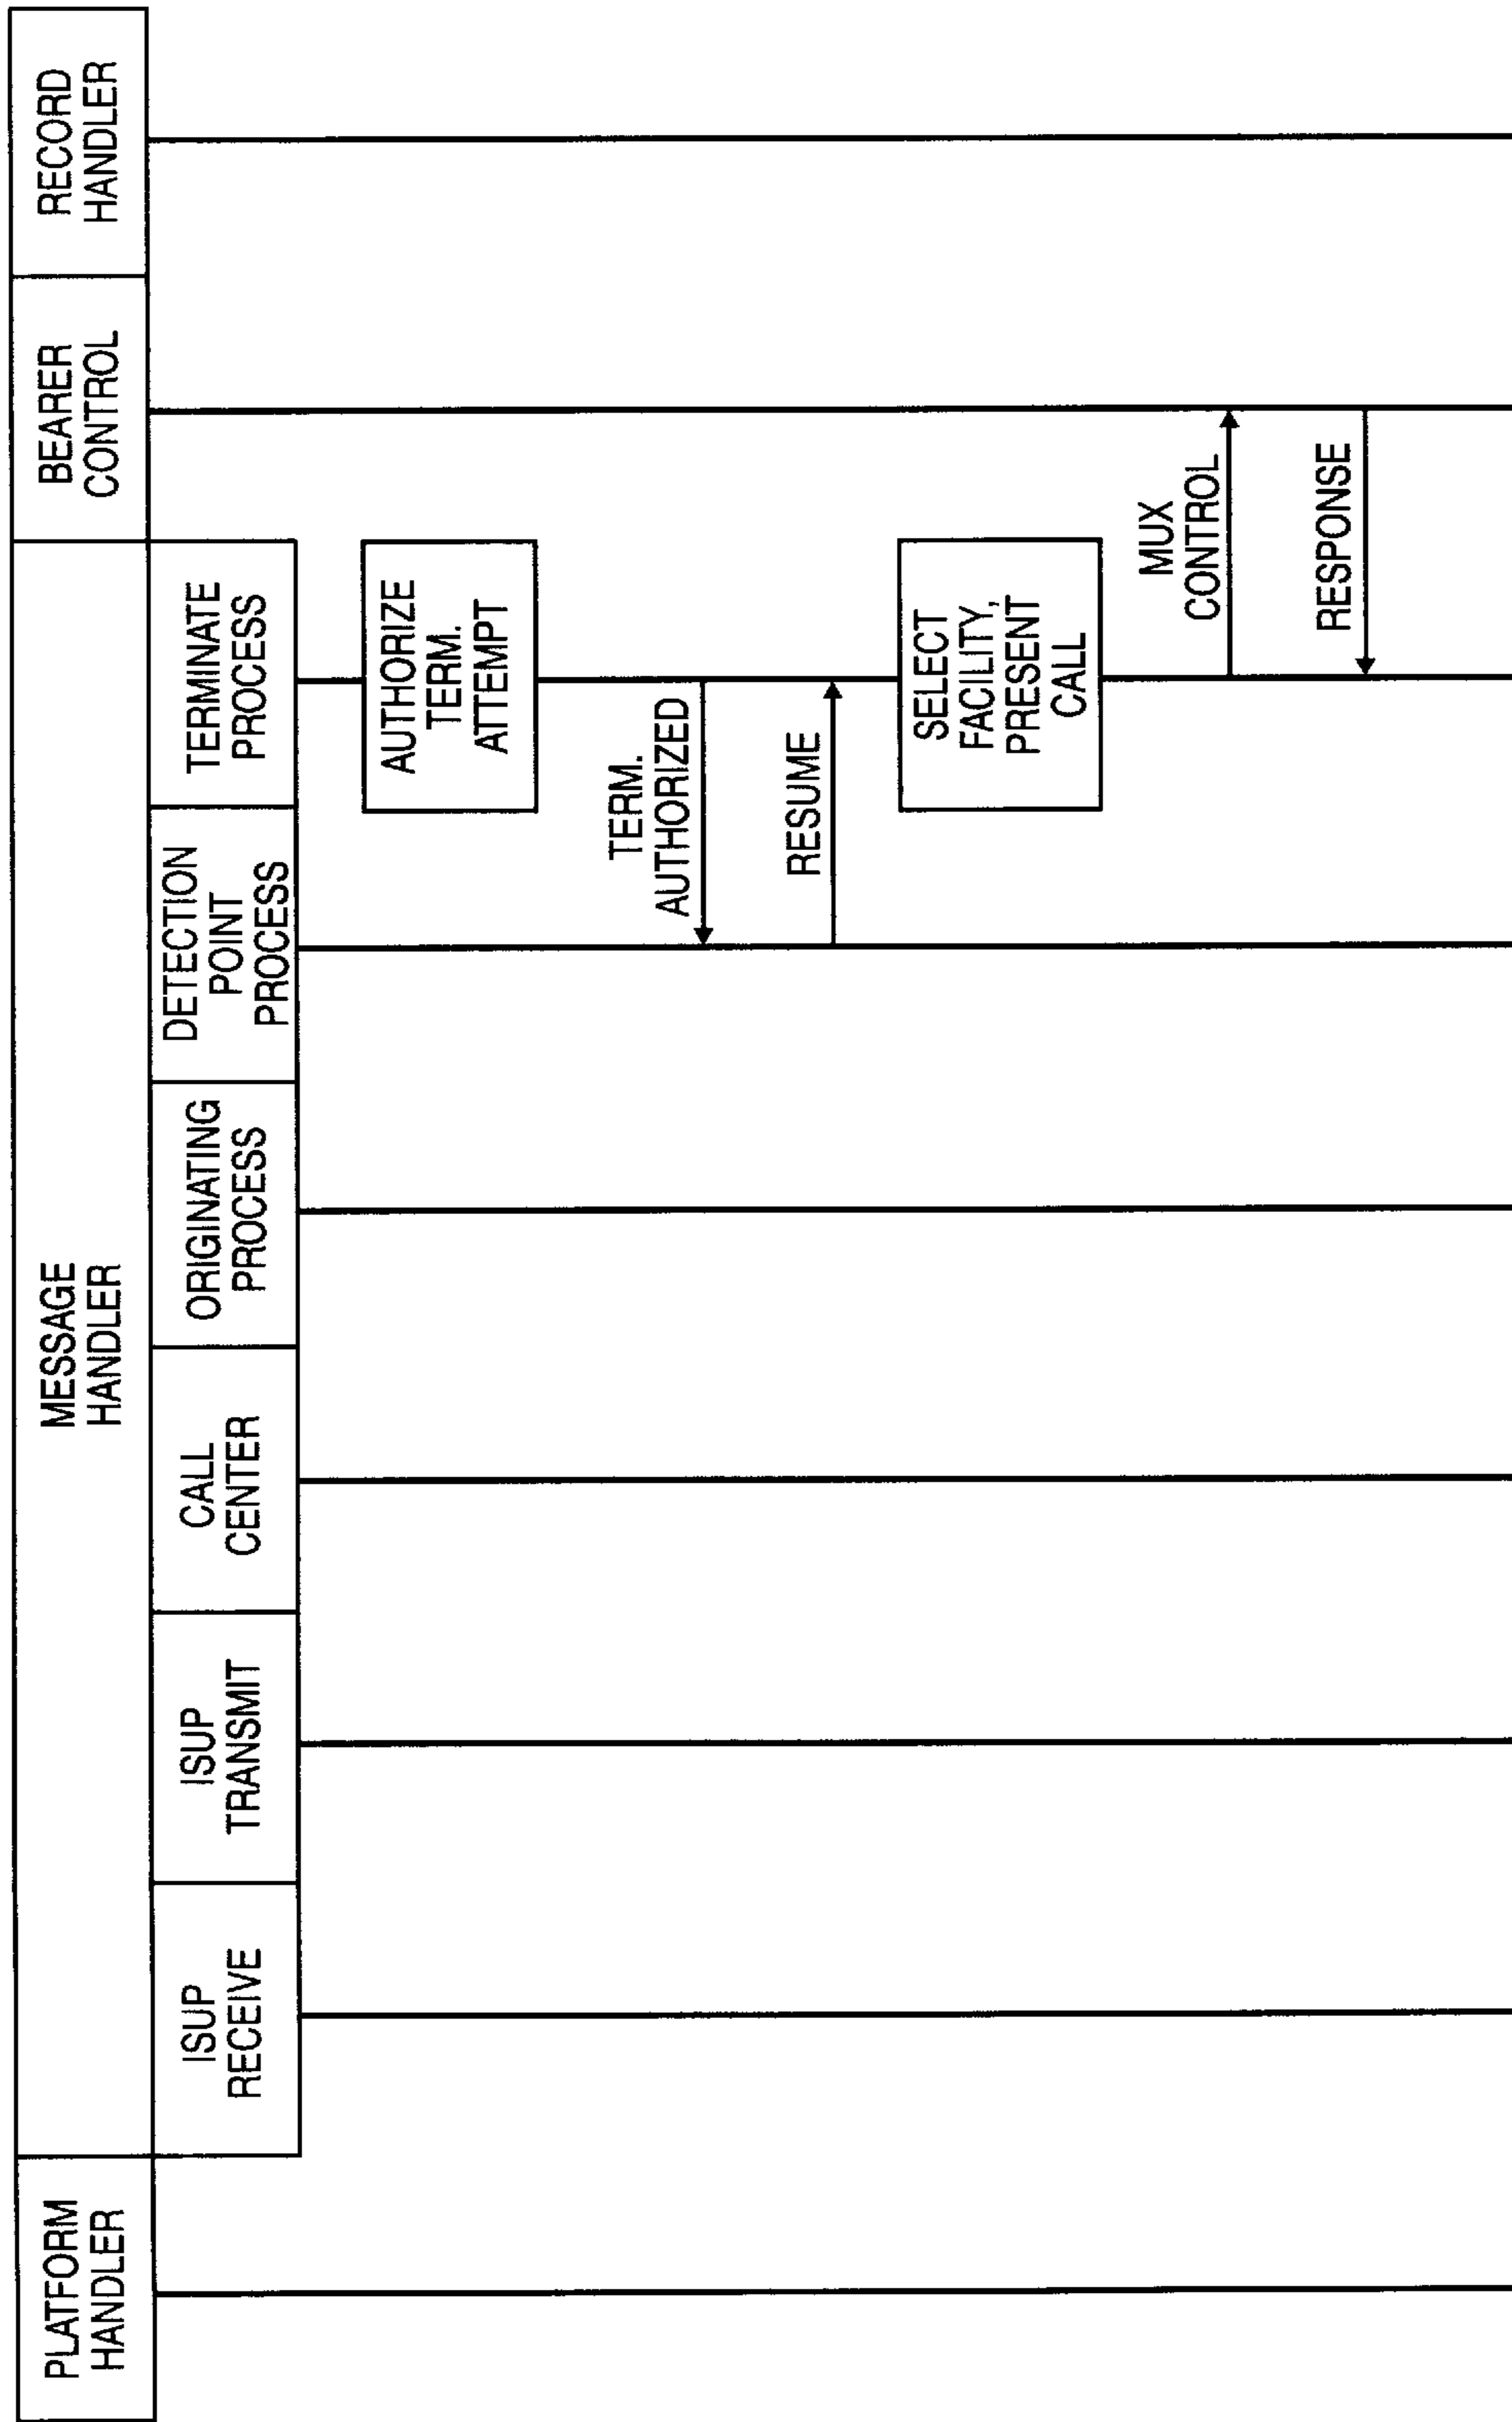 PLATFORM
HANDLER
MESSAGE
HANDLER
BEARER
CONTROL
RECORD
HANDLER
ISUP
RECEIVE
ISUP
TRANSMIT
CALL
CENTER
ORIGINATING
PROCESS
DETECTION
POINT
PROCESS
TERMINATE
PROCESS
AUTHORIZE
TERM.
ATTEMPT
TERM.
AUTHORIZED
RESUME
SELECT
FACILITY,
PRESENT
CALL
MUX
CONTROL
RESPONSE